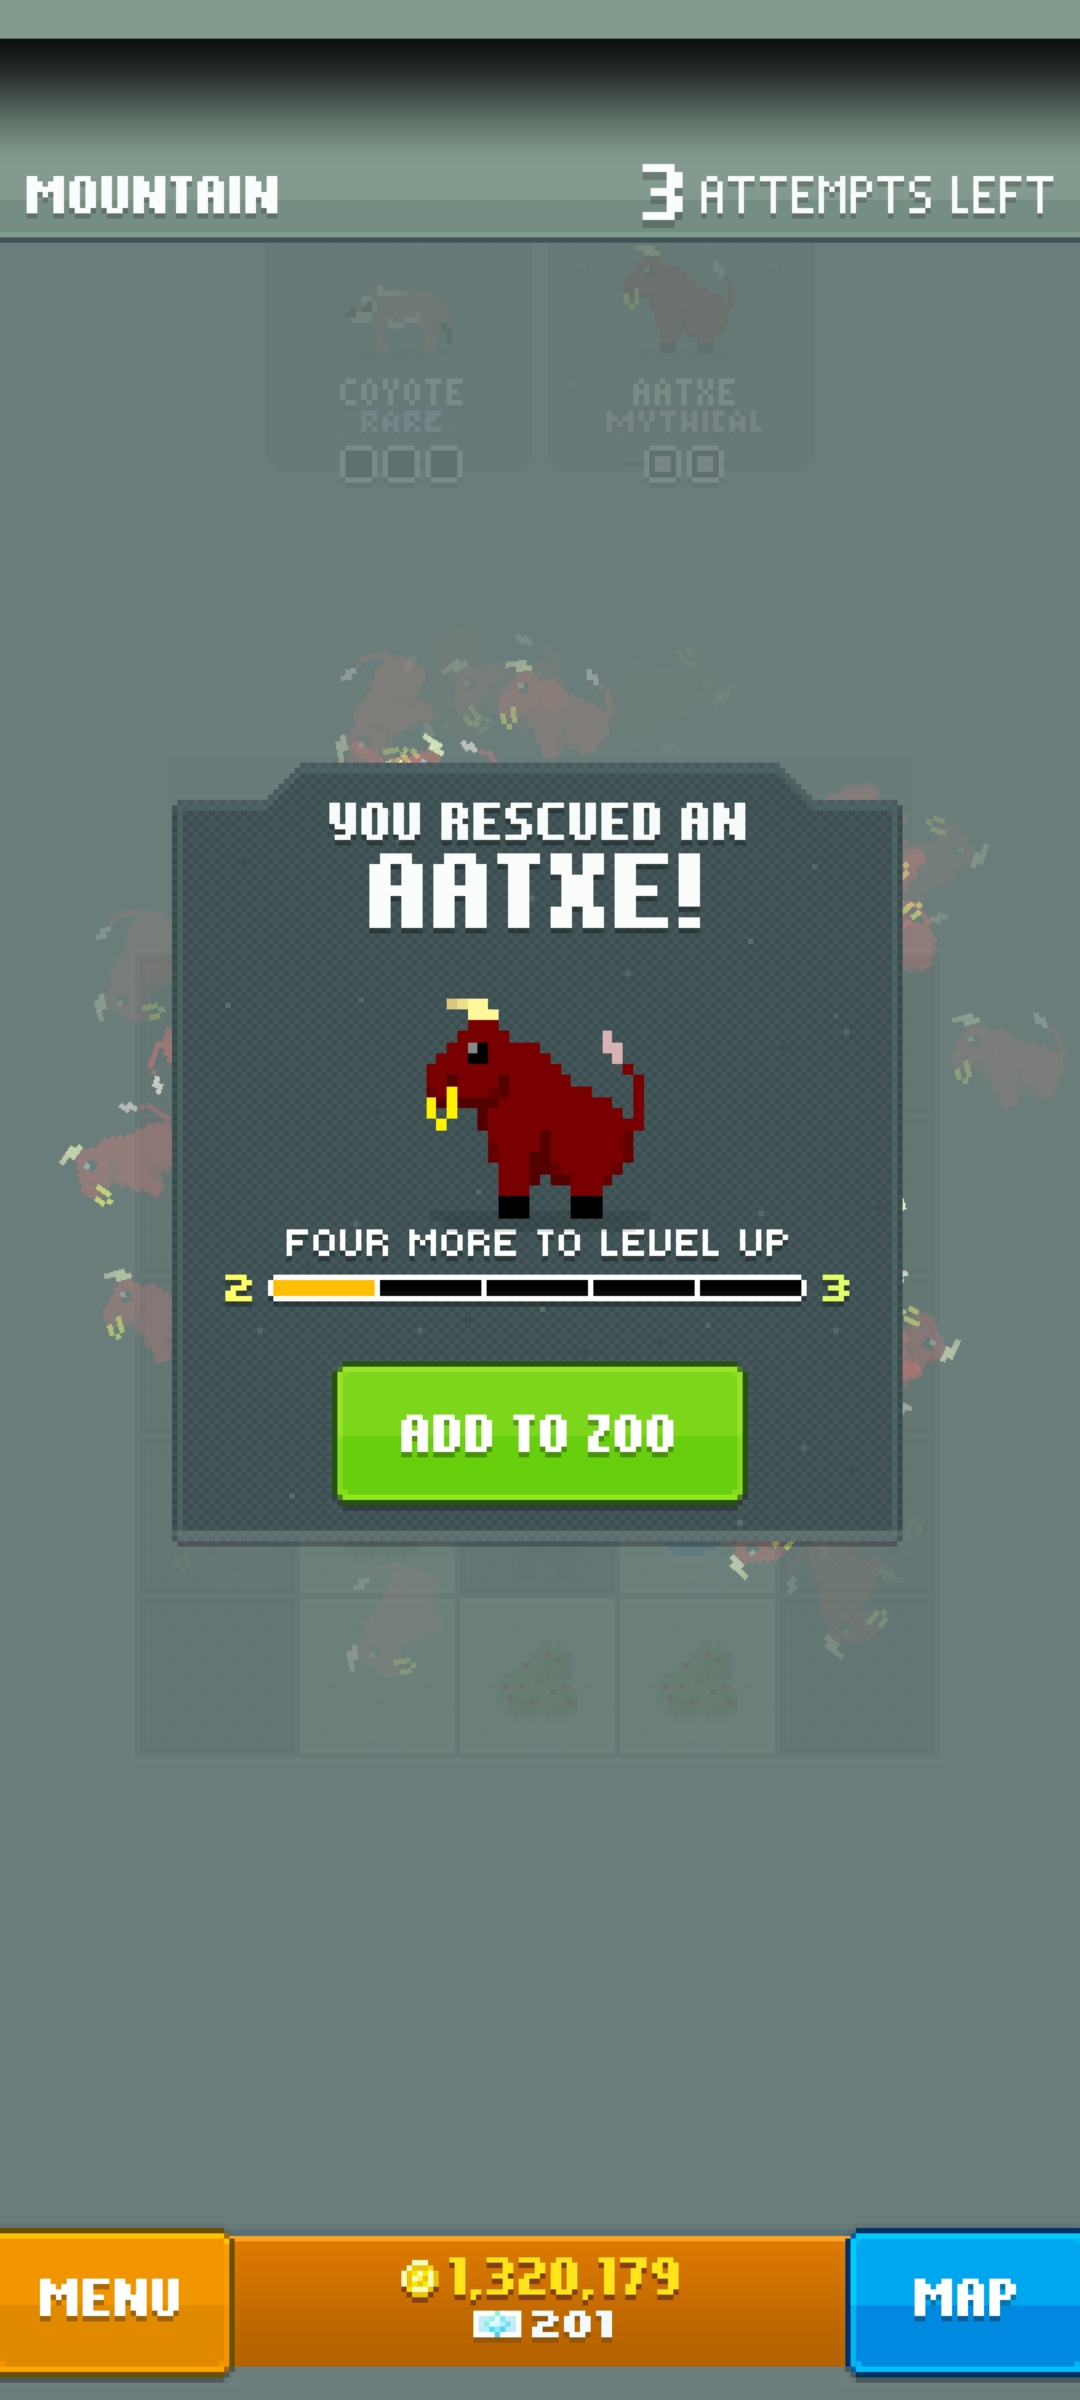 MOUNTAIN
3 ATTEMPTS LEFT
COYOTE
RARE
AATXE
MYTHICAL
YOU RESCUED AN
AATXE!
FOUR MORE TO LEVEL UP
2 3
ADD TO ZOO
MENU
1,320,179
201
MAP